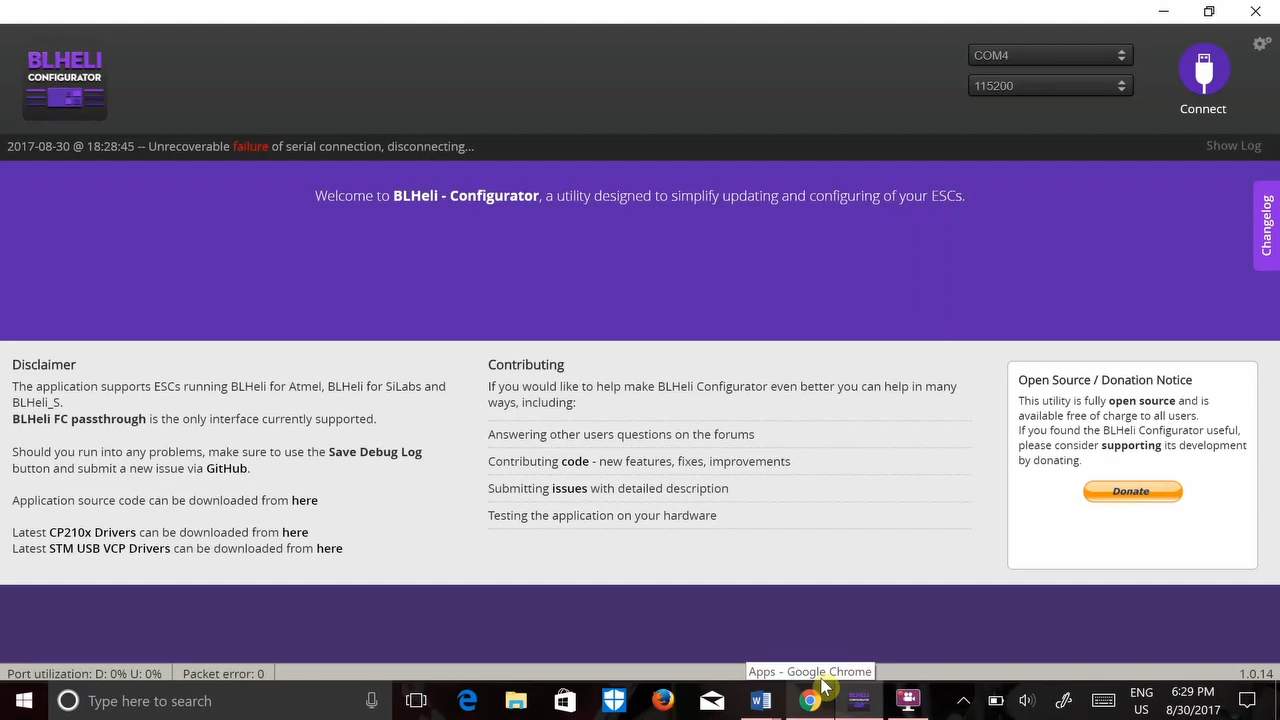 BLHELI
CONFIGURATOR
COM4
115200
Connect
2017-08-30 @ 18:28:45 -- Unrecoverable failure of serial connection, disconnecting...
Show Log
Welcome to BLHeli - Configurator, a utility designed to simplify updating and configuring of your ESCs.
Changelog
Disclaimer
The application supports ESCs running BLHeli for Atmel, BLHeli for SiLabs and
BLHeli_S.
BLHeli FC passthrough is the only interface currently supported.
Should you run into any problems, make sure to use the Save Debug Log
button and submit a new issue via GitHub.
Application source code can be downloaded from here
Latest CP210x Drivers can be downloaded from here
Latest STM USB VCP Drivers can be downloaded from here
Contributing
If you would like to help make BLHeli Configurator even better you can help in many
ways, including:
Answering other users questions on the forums
Contributing code - new features, fixes, improvements
Submitting issues with detailed description
Testing the application on your hardware
Open Source / Donation Notice
This utility is fully open source and is
available free of charge to all users.
If you found the BLHeli Configurator useful,
please consider supporting its development
by donating.
Donate
Port utilization: D: 0% U: 0%
Packet error: 0
Apps - Google Chrome
1.0.14
Type here to search
BLHELI
ENG
US
6:29 PM
8/30/2017